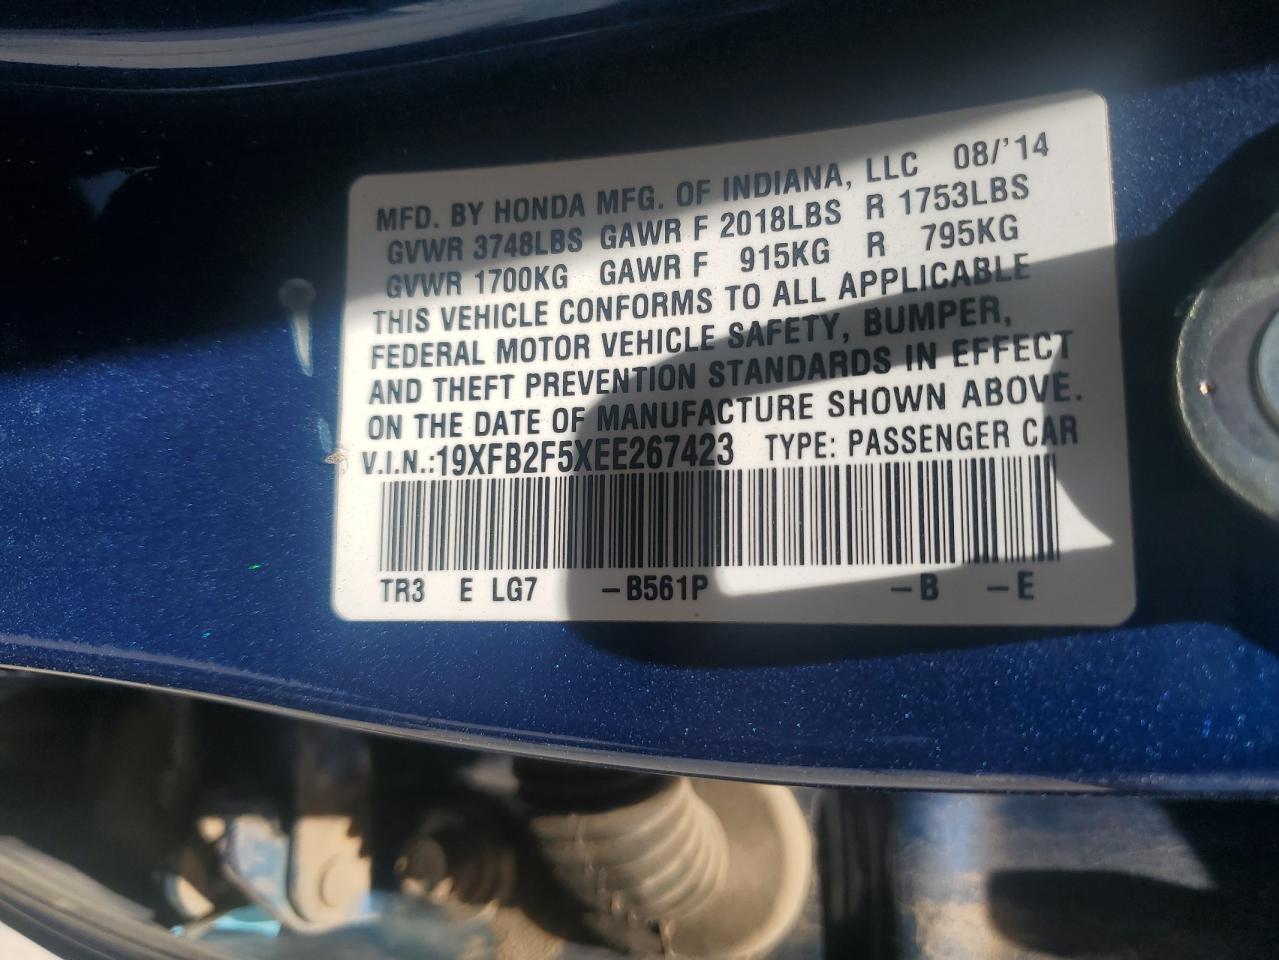 MFD. BY HONDA MFG. OF INDIANA, LLC 08/'14
GVWR 3748LBS GAWR F 2018LBS R 1753LBS
GVWR 1700KG GAWR F 915KG R 795KG
THIS VEHICLE CONFORMS TO ALL APPLICABLE
FEDERAL MOTOR VEHICLE SAFETY, BUMPER,
AND THEFT PREVENTION STANDARDS IN EFFECT
ON THE DATE OF MANUFACTURE SHOWN ABOVE.
V.I.N.:19XFB2F5XEE267423 TYPE: PASSENGER CAR
TR3 E LG7 -B561P -B -E